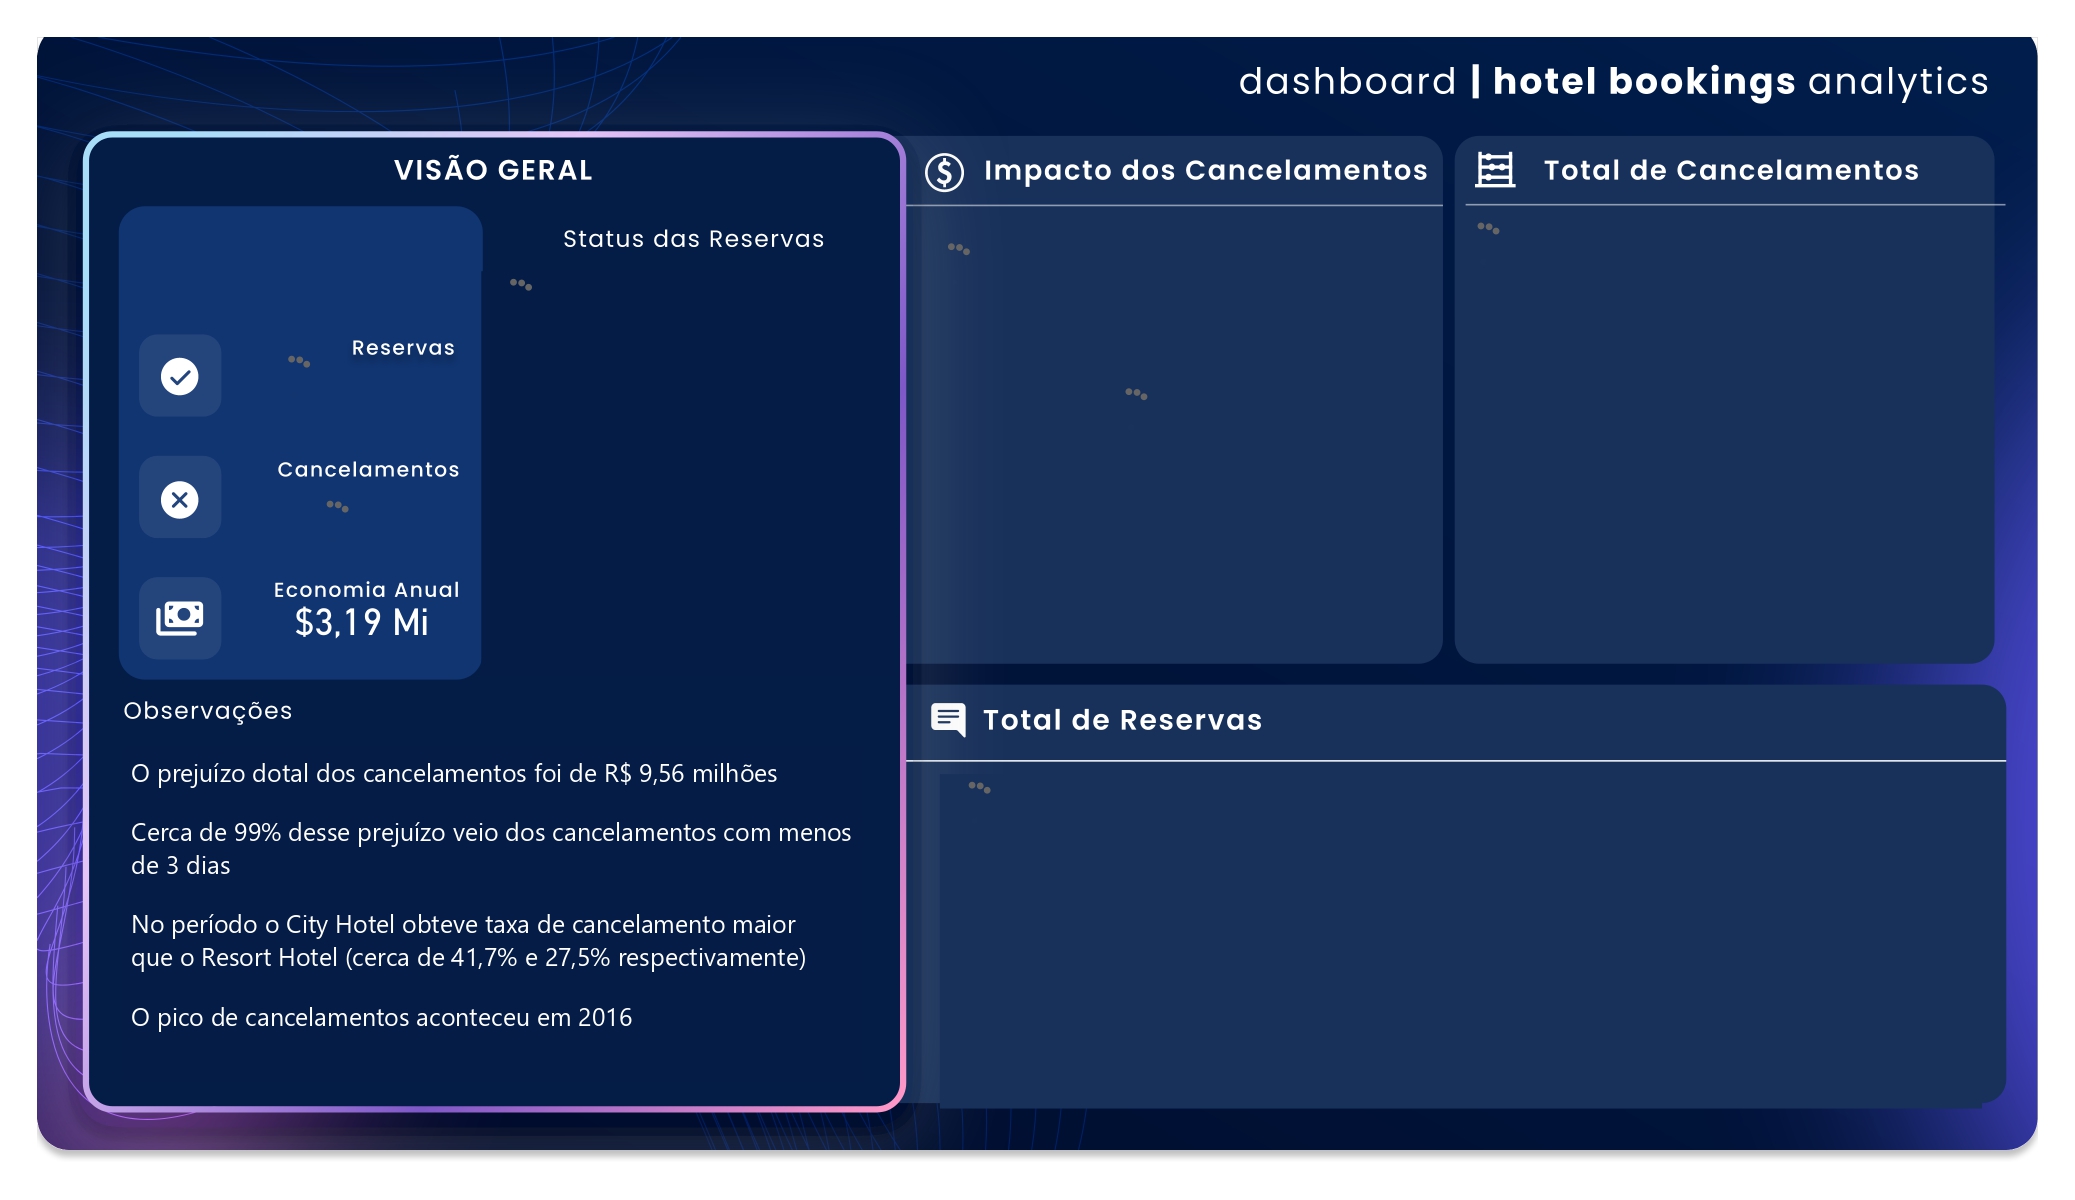 dashboard | hotel bookings analytics
VISÃO GERAL
Status das Reservas
Reservas
Cancelamentos
Economia Anual
$3,19 Mi
Observações
O prejuízo dotal dos cancelamentos foi de R$ 9,56 milhões
Cerca de 99% desse prejuízo veio dos cancelamentos com menos
de 3 dias
No período o City Hotel obteve taxa de cancelamento maior
que o Resort Hotel (cerca de 41,7% e 27,5% respectivamente)
O pico de cancelamentos aconteceu em 2016
Impacto dos Cancelamentos
Total de Cancelamentos
Total de Reservas